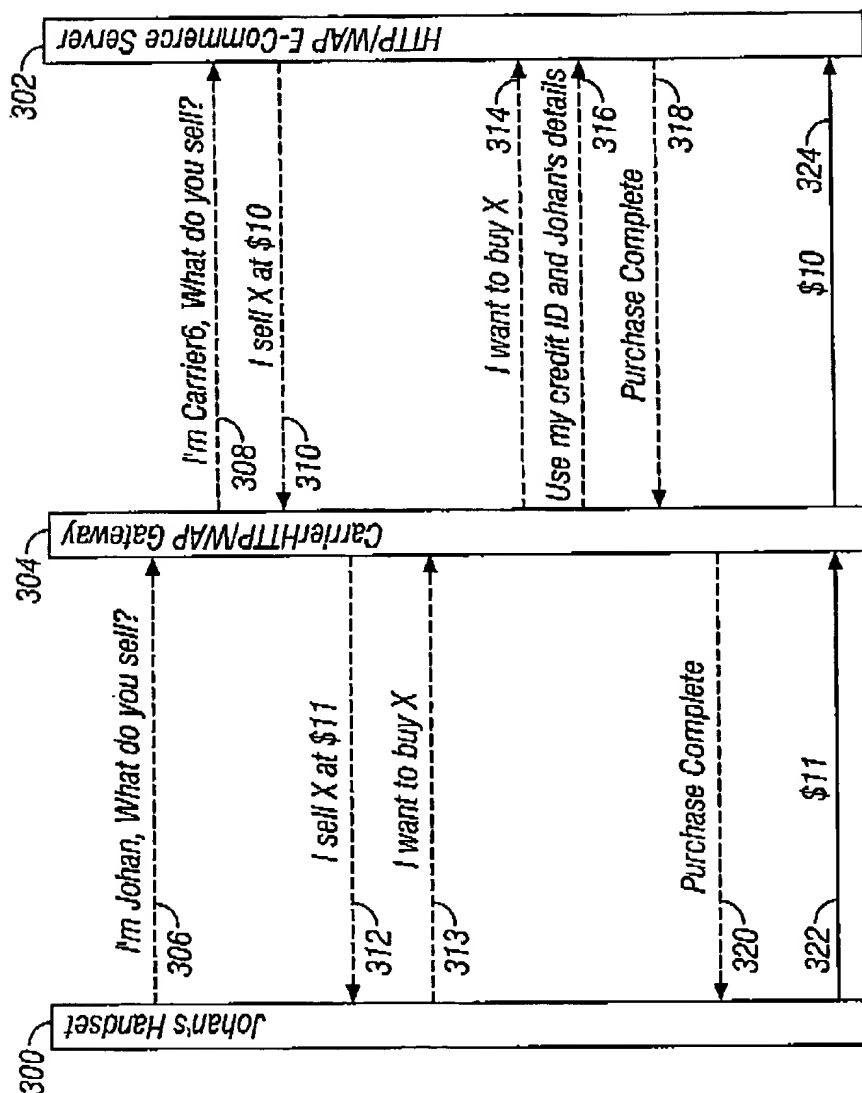 302
HTTP/WAP E-Commerce Server
I'm Carrier6, What do you sell?
308
I sell X at $10
310
I want to buy X
314
Use my credit ID and Johan's details
316
Purchase Complete
318
$10
324
304
CarrierHTTP/WAP Gateway
I'm Johan, What do you sell?
306
I sell X at $11
312
I want to buy X
313
Purchase Complete
320
$11
322
300
Johan's Handset